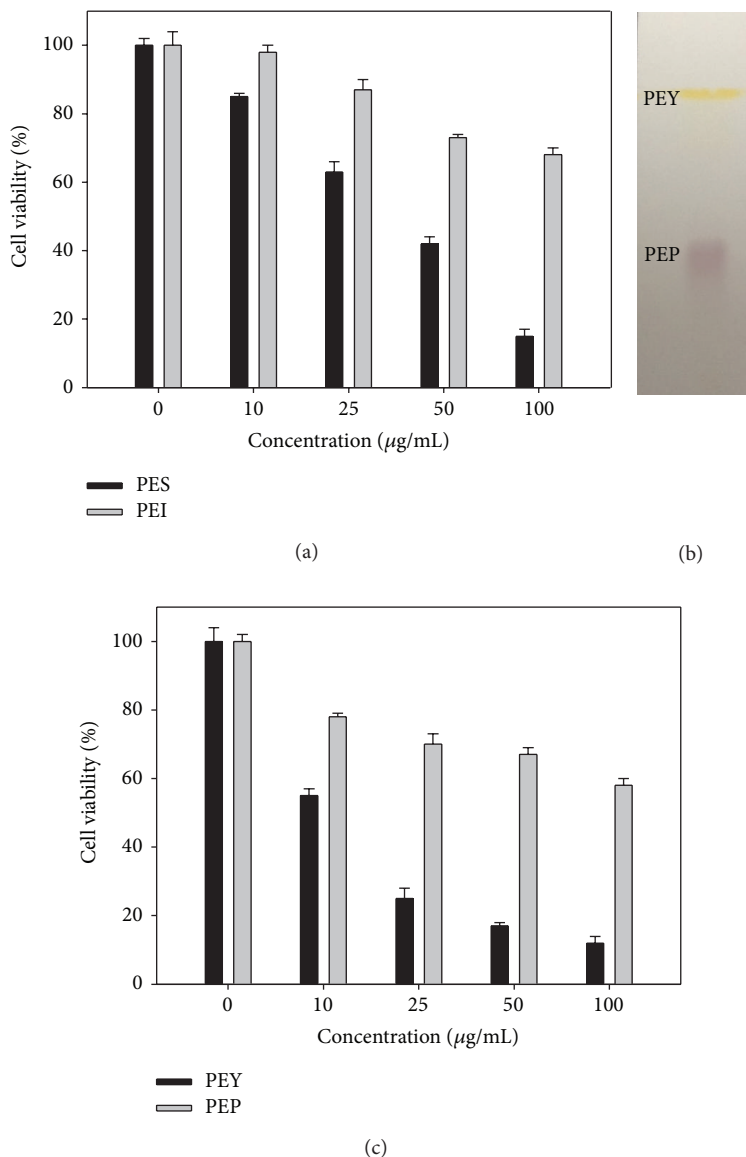 100
80
60
40
20
0
Cell viability (%)
0 10 25 50 100
Concentration (μg/mL)
PES
PEI
(a)
PEY
PEP
(b)
100
80
60
40
20
0
Cell viability (%)
0 10 25 50 100
Concentration (μg/mL)
PEY
PEP
(c)